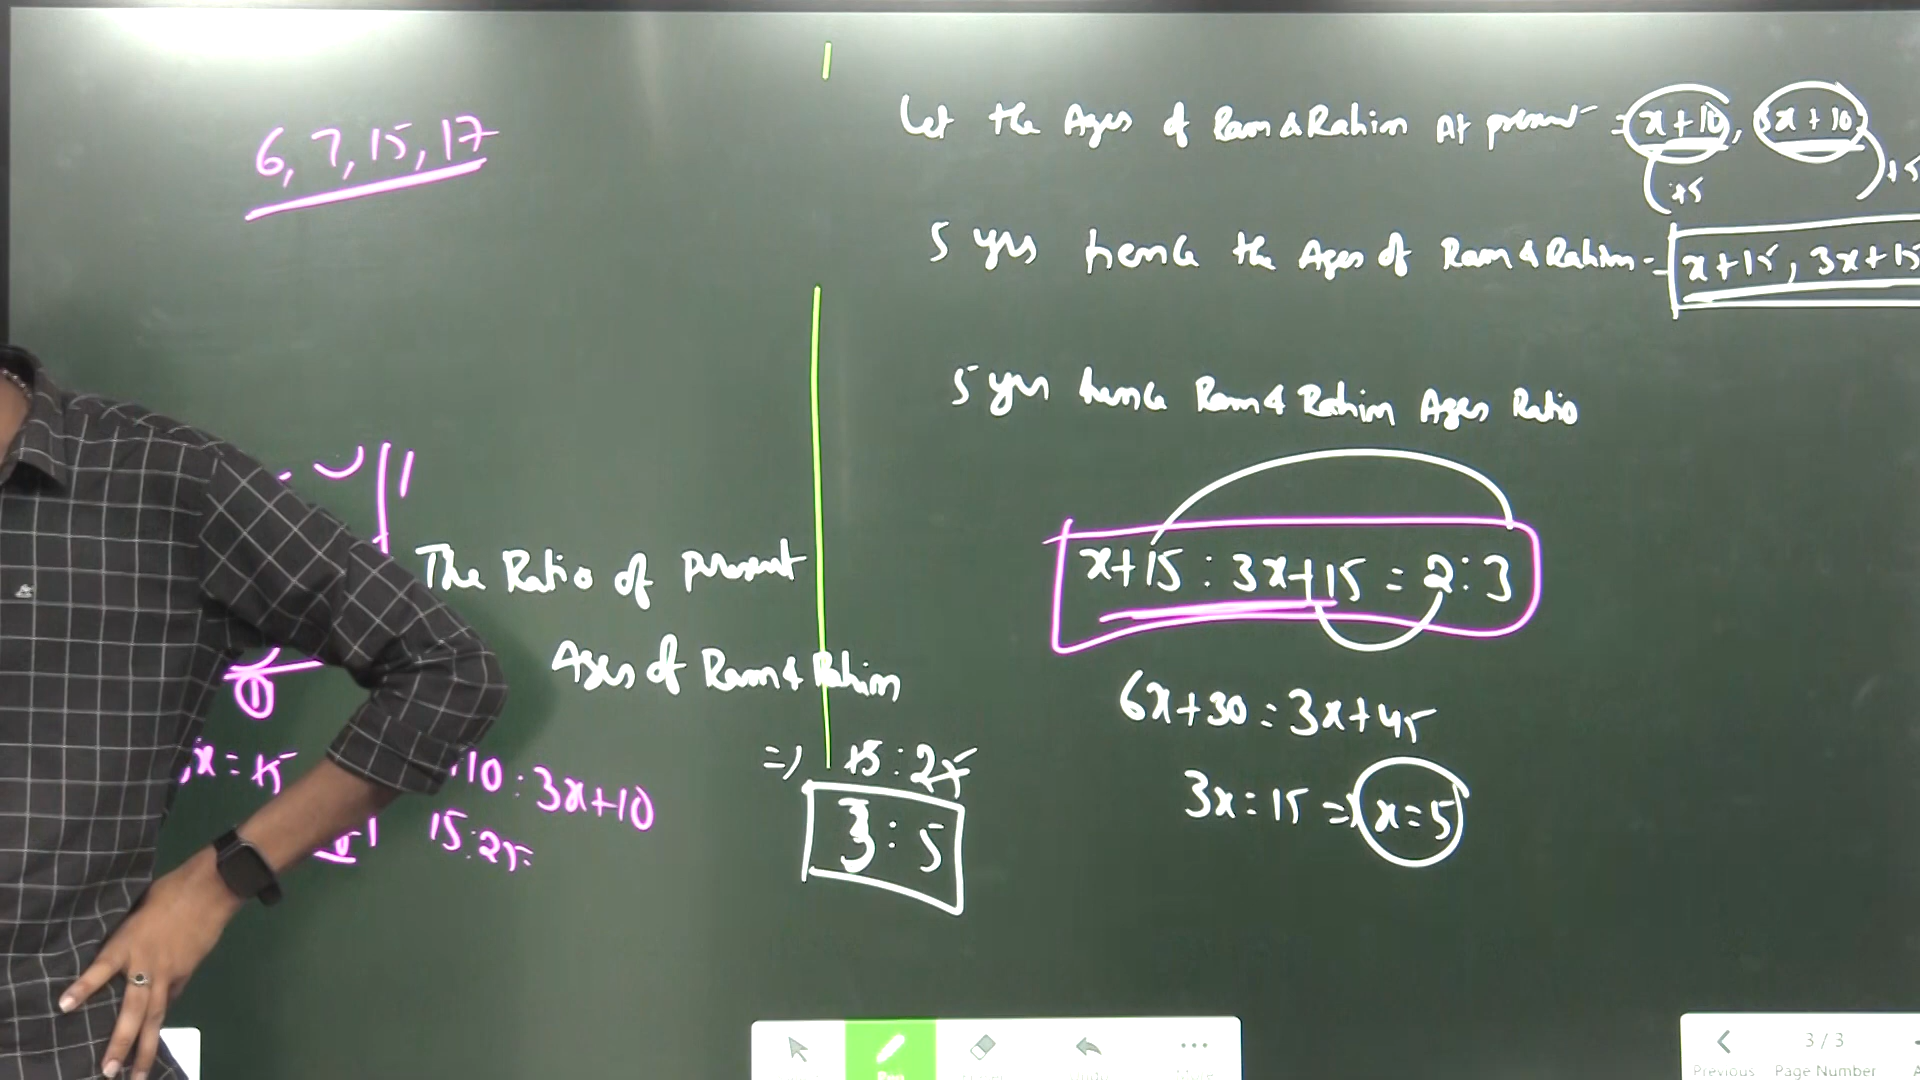 6, 7, 15, 17
Let the Ages of Ram & Rahim At present = x+10, 3x+10
+5 +5
5 yrs hence the Ages of Ram & Rahim = x+15, 3x+15
5 yrs hence Ram & Rahim Ages Ratio
x+15 : 3x+15 = 2:3
6x+30 = 3x+45
3x = 15 => x=5
The Ratio of present
Ages of Ram & Rahim
=> 15:25
3:5
x=15
+10 : 3x+10
15:25
3 / 3
Previous Page Number